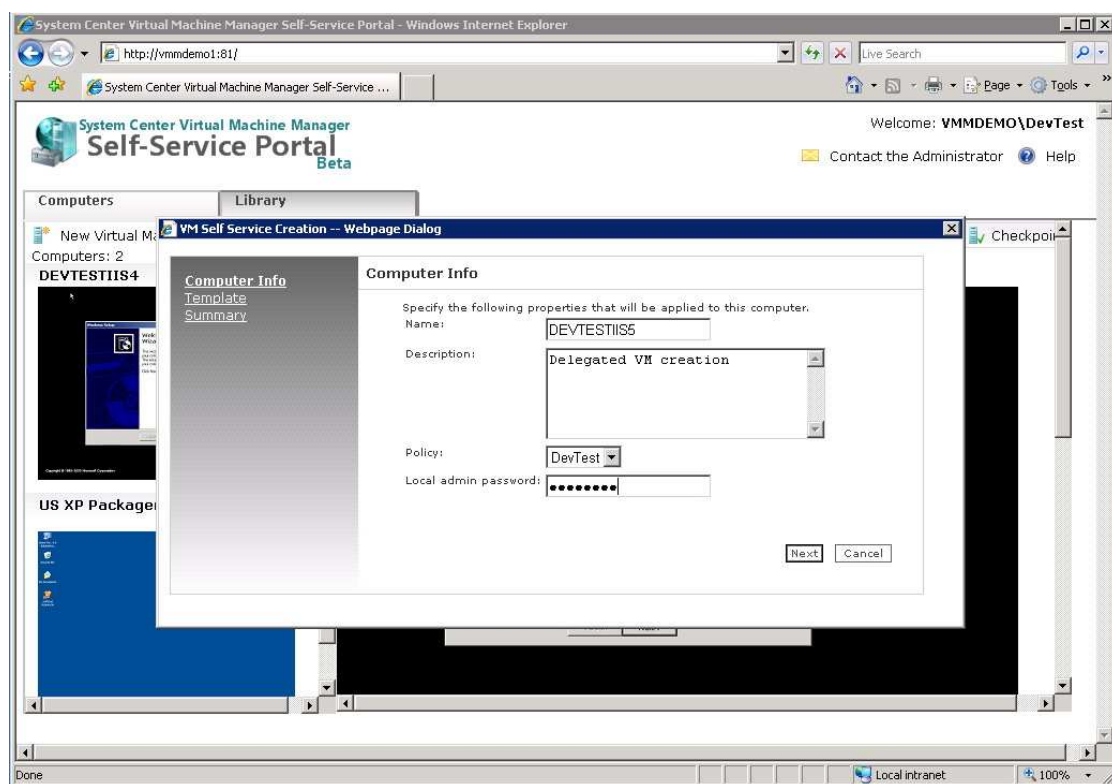 System Center Virtual Machine Manager Self-Service Portal - Windows Internet Explorer
http://vmmdemo1:81/
Live Search
System Center Virtual Machine Manager Self-Service ...
Page
Tools
System Center Virtual Machine Manager
Self-Service Portal
Beta
Welcome: VMMDEMO\DevTest
Contact the Administrator
Help
Computers
Library
New Virtual Ma
Checkpoin
Computers: 2
DEVTESTIIS4
VM Self Service Creation -- Webpage Dialog
Computer Info
Template
Summary
Computer Info
Specify the following properties that will be applied to this computer.
Name:
DEVTESTIIS5
Description:
Delegated VM creation
Policy:
DevTest
Local admin password:
Next
Cancel
US XP Packager
Done
Local intranet
100%